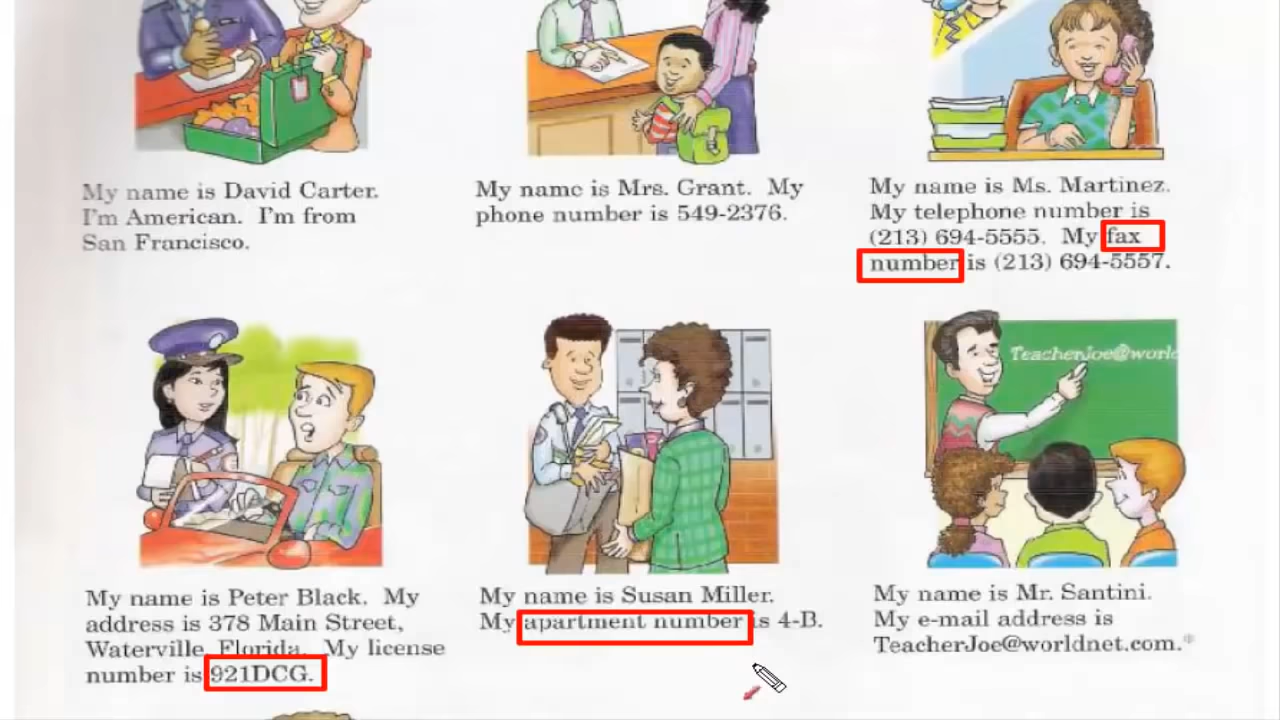 My name is David Carter.
I'm American. I'm from
San Francisco.
My name is Mrs. Grant. My
phone number is 549-2376.
My name is Ms. Martinez.
My telephone number is
(213) 694-5555. My fax
number is (213) 694-5557.
TeacherJoe@world
My name is Peter Black. My
address is 378 Main Street,
Waterville, Florida. My license
number is 921DCG.
My name is Susan Miller.
My apartment number is 4-B.
My name is Mr. Santini.
My e-mail address is
TeacherJoe@worldnet.com.*